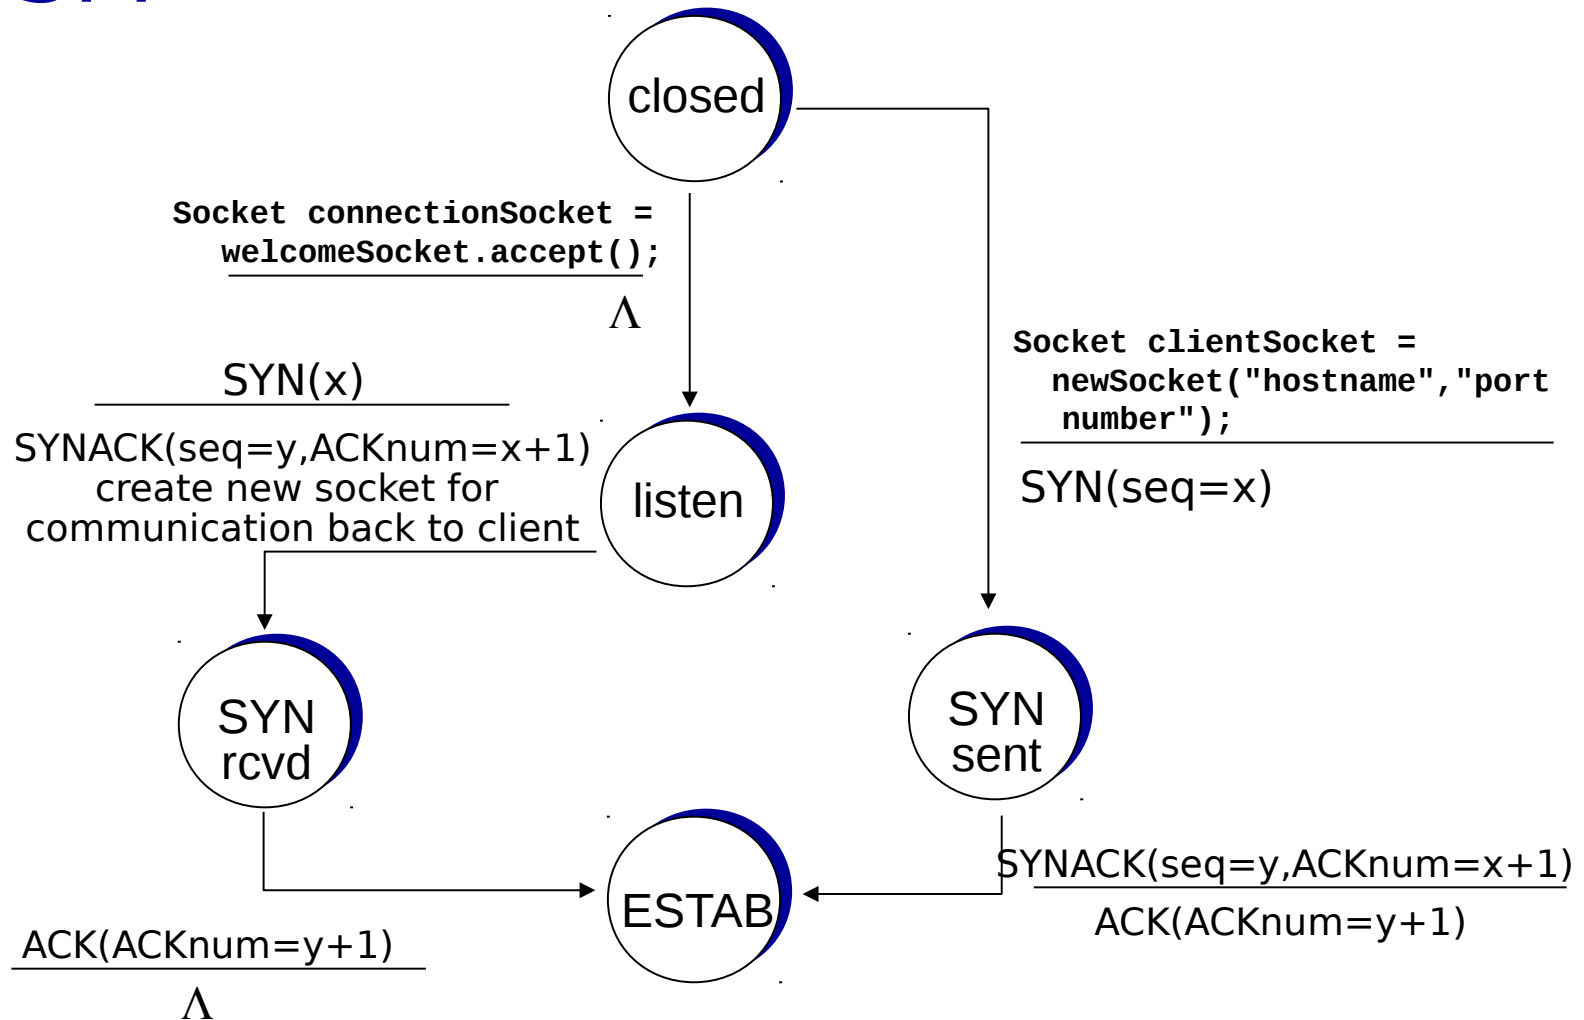 closed
Socket connectionSocket =
welcomeSocket.accept();
Λ
Socket clientSocket =
newSocket("hostname","port
number");
SYN(seq=x)
SYN(x)
SYNACK(seq=y,ACKnum=x+1)
create new socket for
communication back to client
listen
SYN
rcvd
SYN
sent
SYNACK(seq=y,ACKnum=x+1)
ACK(ACKnum=y+1)
ESTAB
ACK(ACKnum=y+1)
Λ